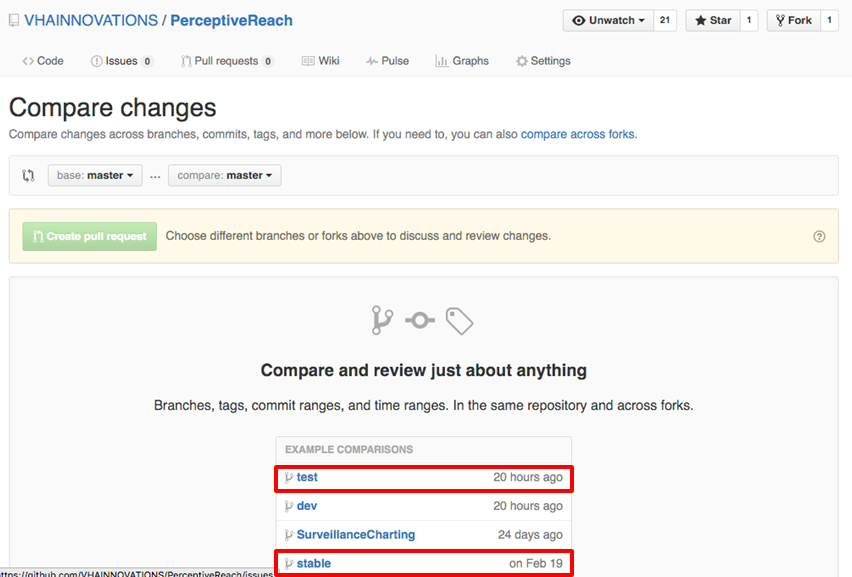 VHAINNOVATIONS / PerceptiveReach
Unwatch 21 Star 1 Fork 1
Code Issues 0 Pull requests 0 Wiki Pulse Graphs Settings
Compare changes
Compare changes across branches, commits, tags, and more below. If you need to, you can also compare across forks.
base: master ... compare: master
Create pull request Choose different branches or forks above to discuss and review changes.
Compare and review just about anything
Branches, tags, commit ranges, and time ranges. In the same repository and across forks.
EXAMPLE COMPARISONS
test 20 hours ago
dev 20 hours ago
SurveillanceCharting 24 days ago
stable on Feb 19
ttps://github.com/VHAINNOVATIONS/PerceptiveReach/issues